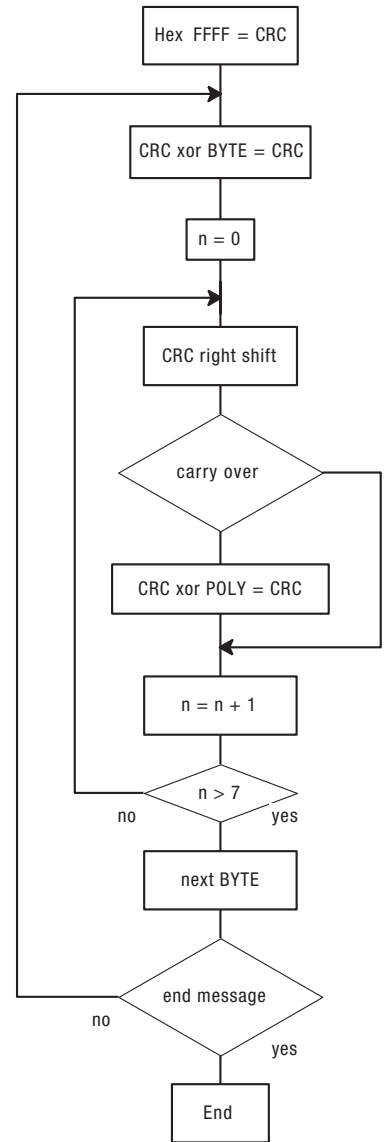 Hex FFFF = CRC
CRC xor BYTE = CRC
n = 0
CRC right shift
carry over
CRC xor POLY = CRC
n = n + 1
n > 7
no
yes
next BYTE
end message
no
yes
End